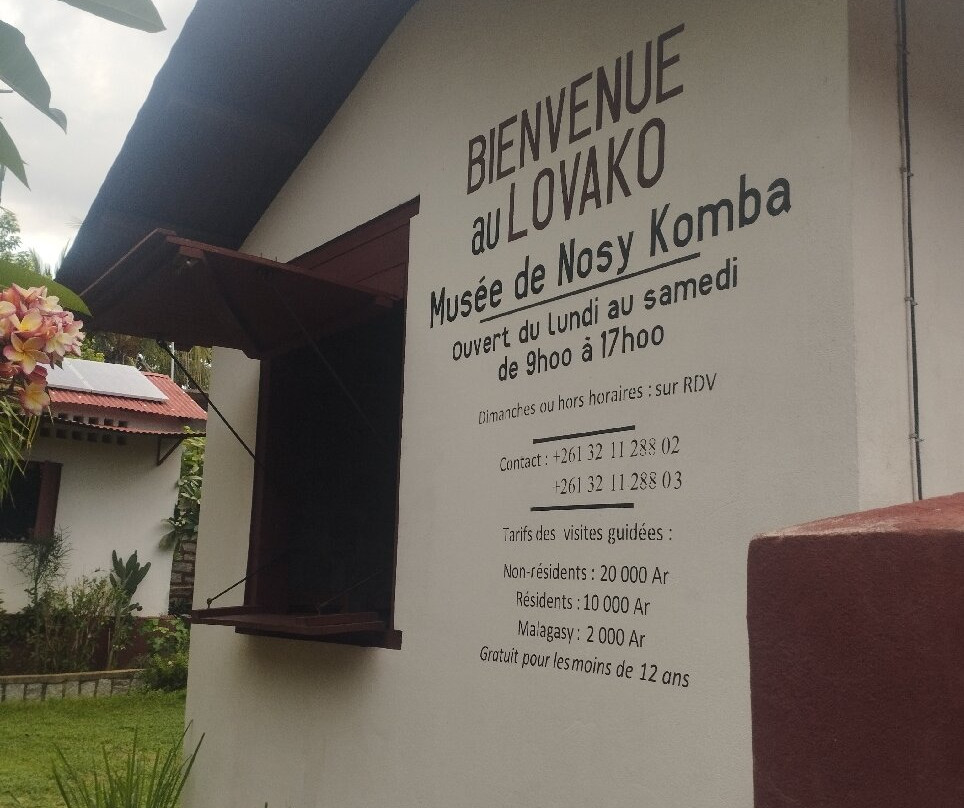 BIENVENUE
au LOVAKO
Musée de Nosy Komba
Ouvert du Lundi au samedi
de 9hoo à 17hoo
Dimanches ou hors horaires : sur RDV
Contact : +261 32 11 288 02
+261 32 11 288 03
Tarifs des visites guidées :
Non-résidents : 20 000 Ar
Résidents : 10 000 Ar
Malagasy : 2 000 Ar
Gratuit pour les moins de 12 ans